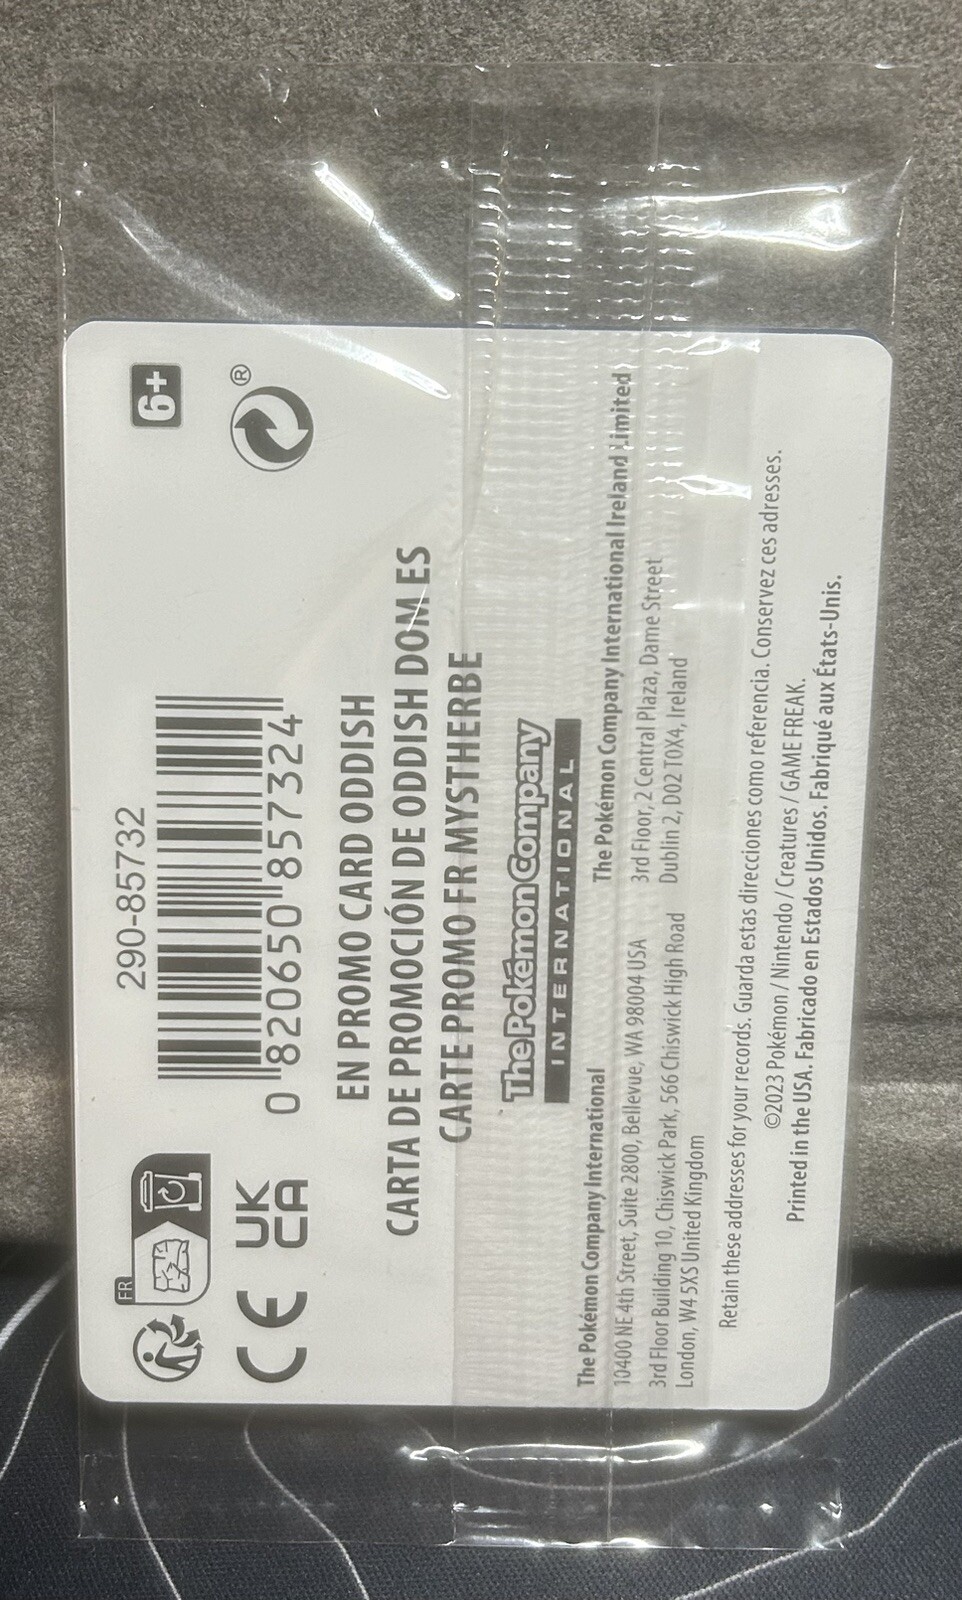 FR
CE
UK
CA
290-85732
0 820650 857324
6+
®
EN PROMO CARD ODDISH
CARTA DE PROMOCIÓN DE ODDISH DOM ES
CARTE PROMO FR MYSTHERBE
The Pokémon Company
INTERNATIONAL
The Pokémon Company International
10400 NE 4th Street, Suite 2800, Bellevue, WA 98004 USA
3rd Floor Building 10, Chiswick Park, 566 Chiswick High Road
London, W4 5XS United Kingdom
The Pokémon Company International Ireland Limited
3rd Floor, 2 Central Plaza, Dame Street
Dublin 2, D02 T0X4, Ireland
Retain these addresses for your records. Guarda estas direcciones como referencia. Conservez ces adresses.
©2023 Pokémon / Nintendo / Creatures / GAME FREAK.
Printed in the USA. Fabricado en Estados Unidos. Fabriqué aux États-Unis.